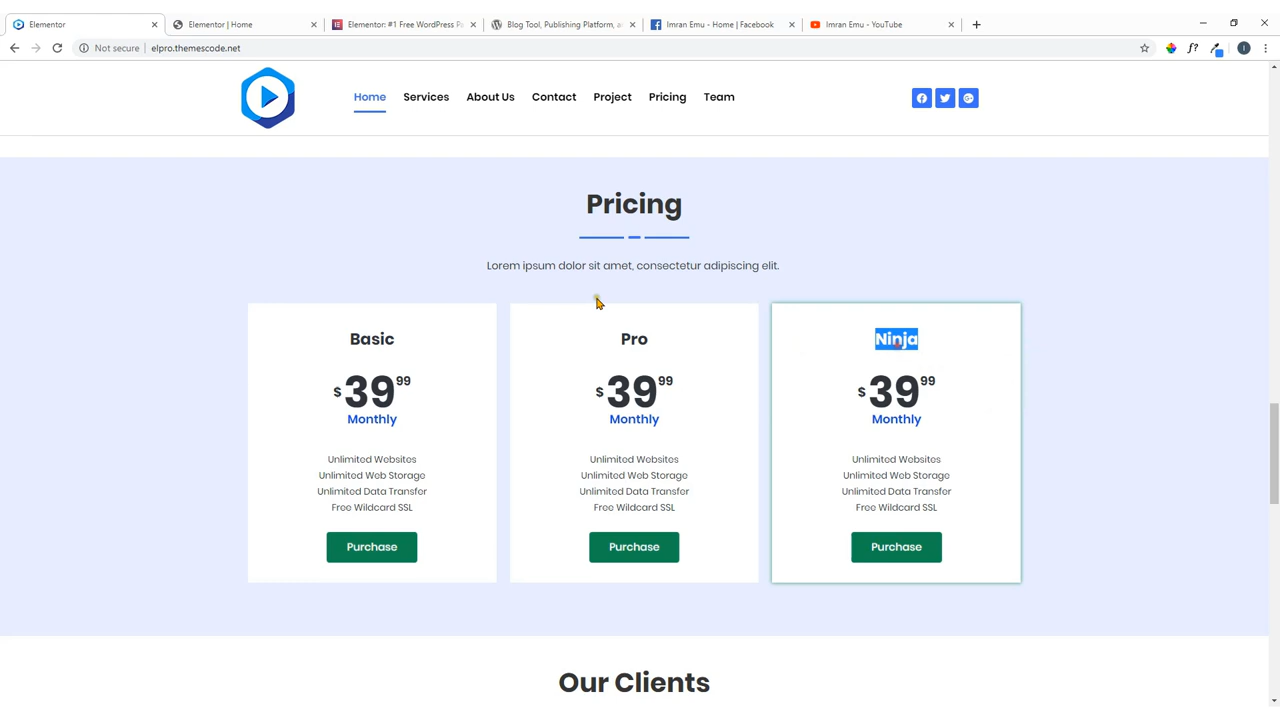 Elementor
Elementor | Home
Elementor: #1 Free WordPress Pa
Blog Tool, Publishing Platform, a
Imran Emu - Home | Facebook
Imran Emu - YouTube
Not secure | elpro.themescode.net
f?
I
Home
Services
About Us
Contact
Project
Pricing
Team
Pricing
Lorem ipsum dolor sit amet, consectetur adipiscing elit.
Basic
$ 39 99
Monthly
Unlimited Websites
Unlimited Web Storage
Unlimited Data Transfer
Free Wildcard SSL
Purchase
Pro
$ 39 99
Monthly
Unlimited Websites
Unlimited Web Storage
Unlimited Data Transfer
Free Wildcard SSL
Purchase
Ninja
$ 39 99
Monthly
Unlimited Websites
Unlimited Web Storage
Unlimited Data Transfer
Free Wildcard SSL
Purchase
Our Clients